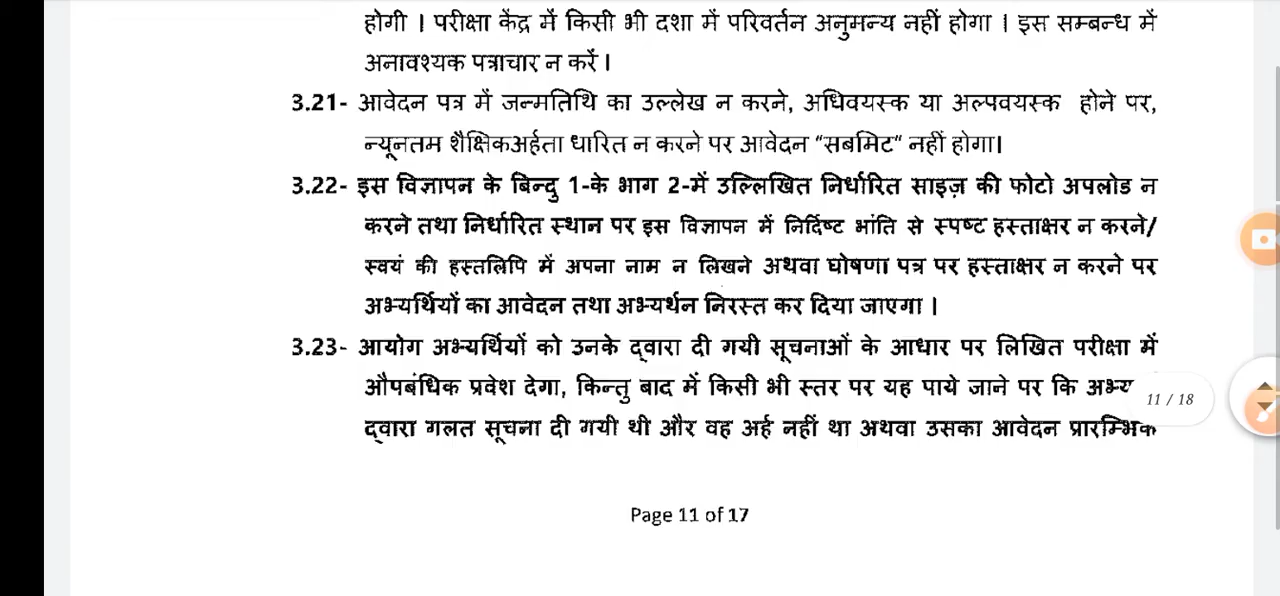 होगी । परीक्षा केंद्र में किसी भी दशा में परिवर्तन अनुमन्य नहीं होगा । इस सम्बन्ध में
अनावश्यक पत्राचार न करें ।
3.21- आवेदन पत्र में जन्मतिथि का उल्लेख न करने, अधिवयस्क या अल्पवयस्क होने पर,
न्यूनतम शैक्षिकअर्हता धारित न करने पर आवेदन “सबमिट” नहीं होगा।
3.22- इस विज्ञापन के बिन्दु 1-के भाग 2-में उल्लिखित निर्धारित साइज़ की फोटो अपलोड न
करने तथा निर्धारित स्थान पर इस विज्ञापन में निर्दिष्ट भांति से स्पष्ट हस्ताक्षर न करने/
स्वयं की हस्तलिपि में अपना नाम न लिखने अथवा घोषणा पत्र पर हस्ताक्षर न करने पर
अभ्यर्थियों का आवेदन तथा अभ्यर्थन निरस्त कर दिया जाएगा ।
3.23- आयोग अभ्यर्थियों को उनके द्वारा दी गयी सूचनाओं के आधार पर लिखित परीक्षा में
औपबंधिक प्रवेश देगा, किन्तु बाद में किसी भी स्तर पर यह पाये जाने पर कि
11 / 18
द्वारा गलत सूचना दी गयी थी और वह अर्ह नहीं था अथवा उसका आवेदन प्रारम्भिक
Page 11 of 17